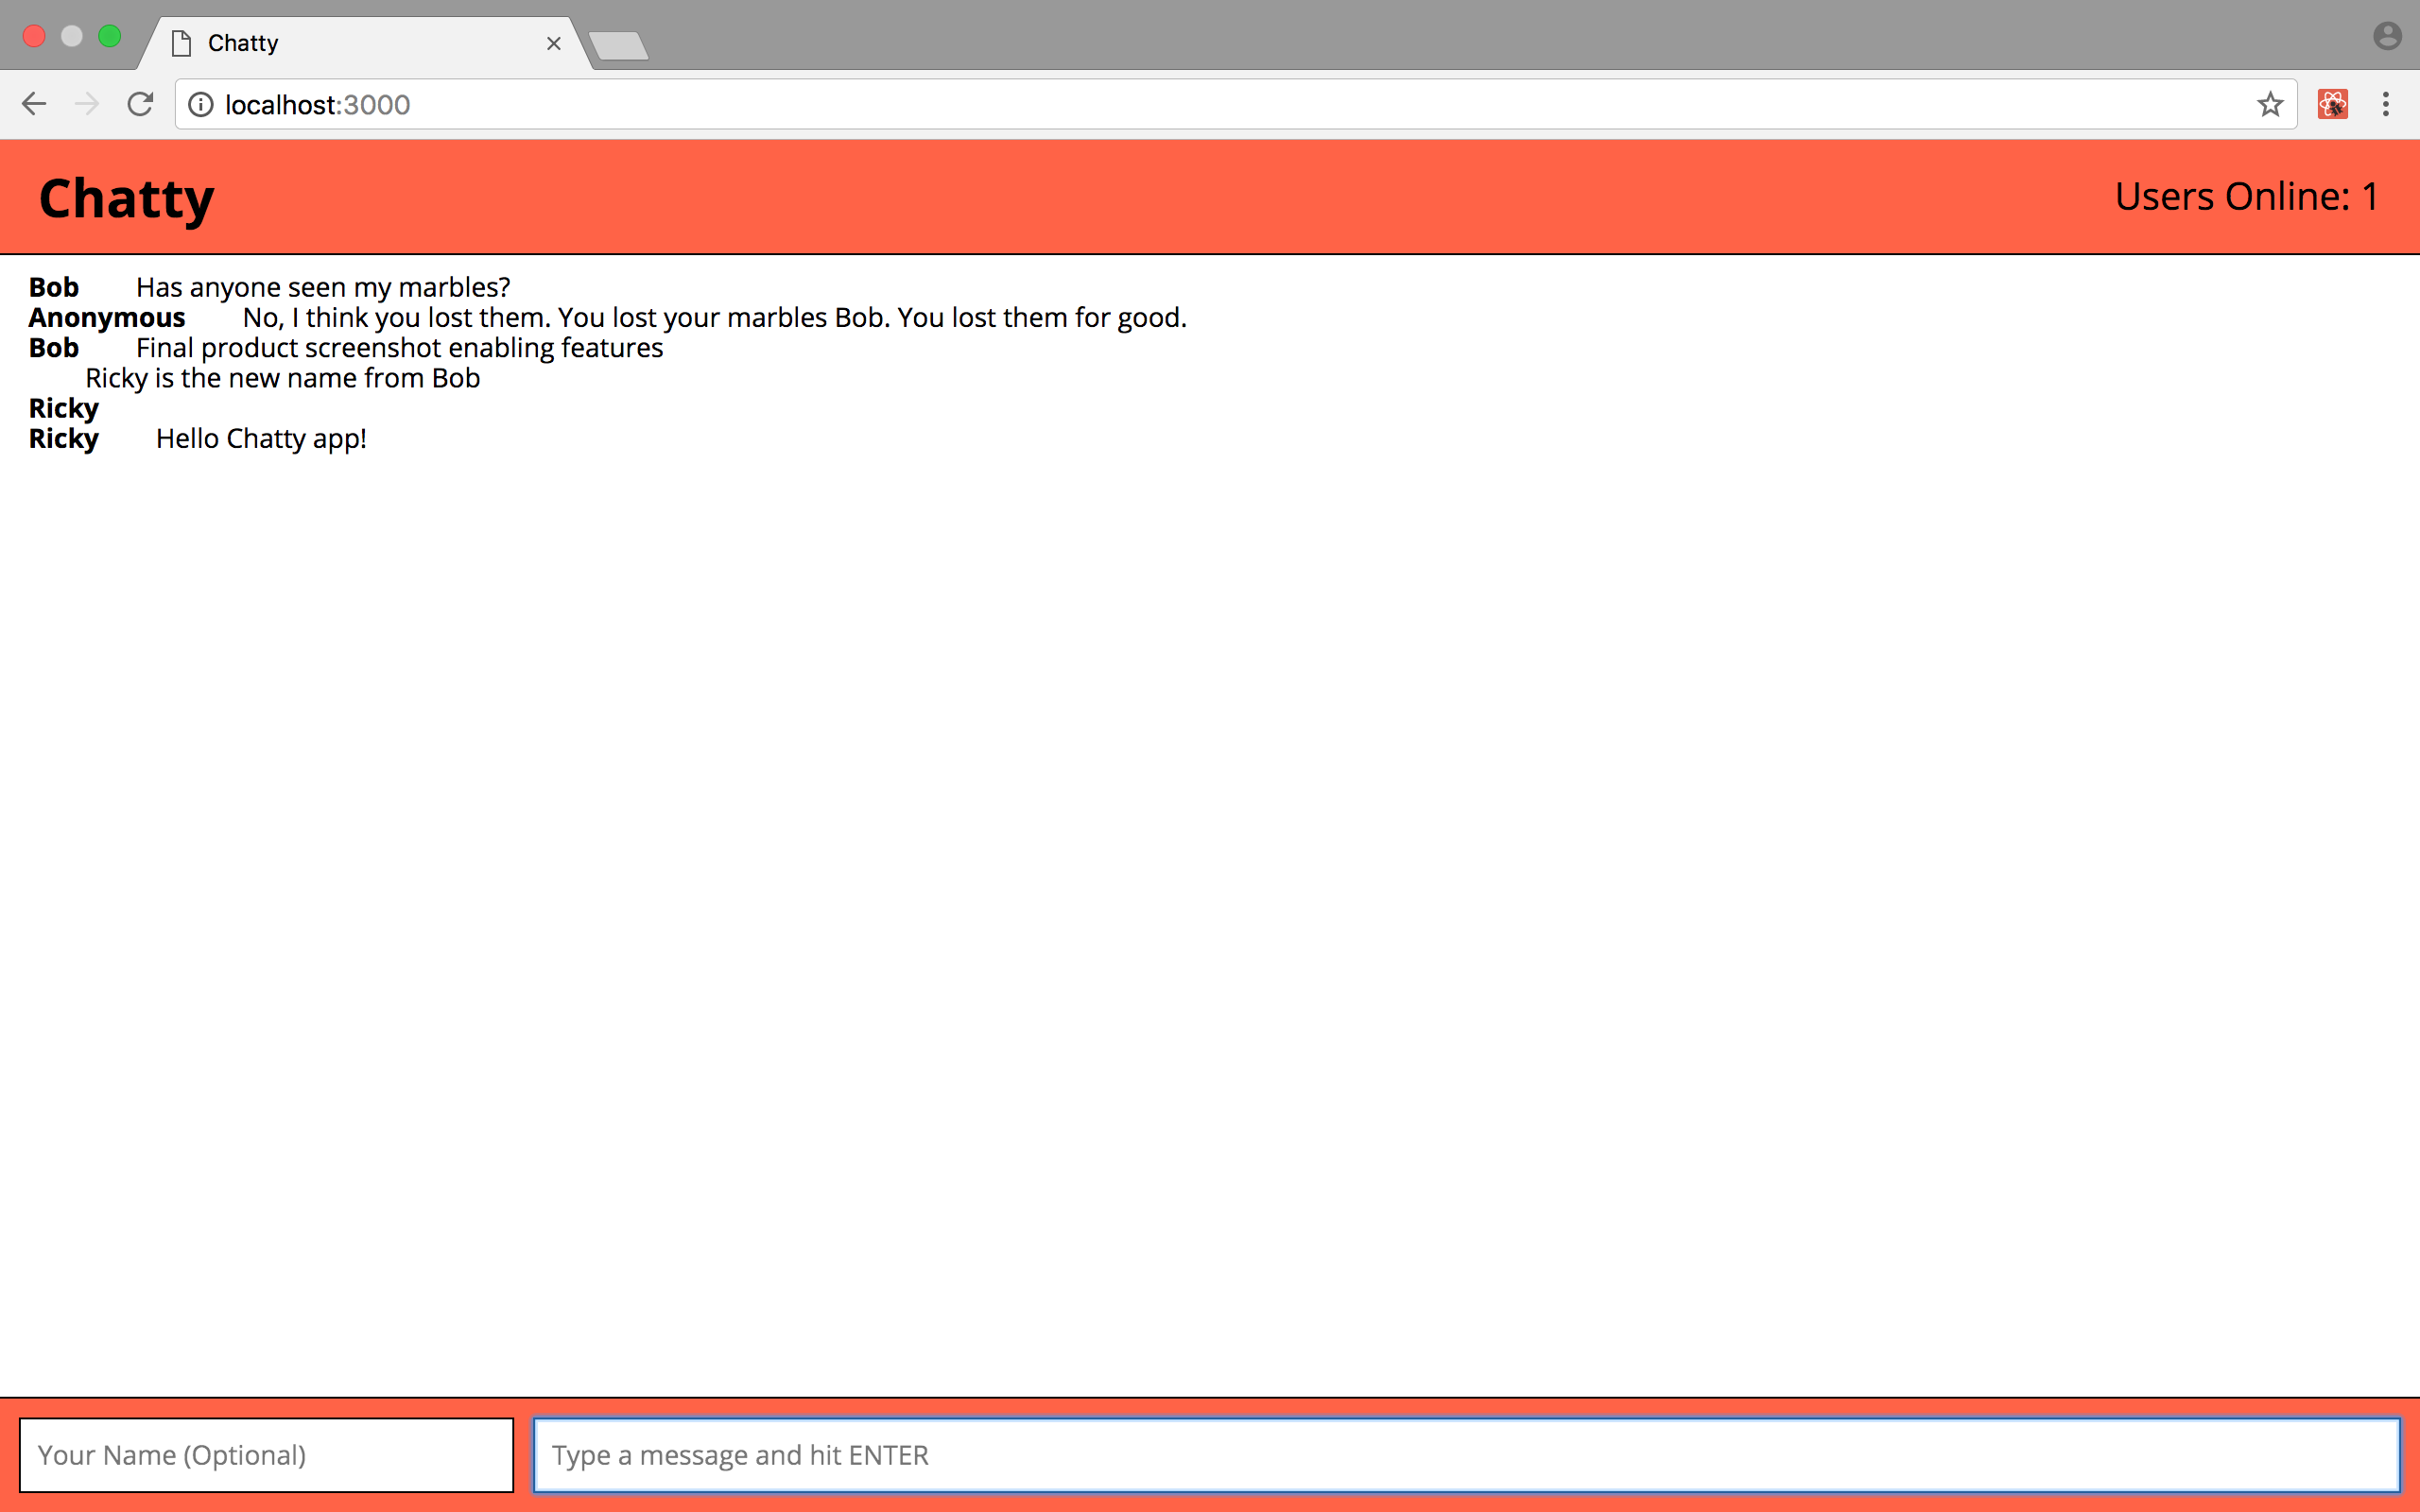 Chatty
localhost:3000
Chatty
Users Online: 1
Bob Has anyone seen my marbles?
Anonymous No, I think you lost them. You lost your marbles Bob. You lost them for good.
Bob Final product screenshot enabling features
Ricky is the new name from Bob
Ricky
Ricky Hello Chatty app!
Your Name (Optional)
Type a message and hit ENTER